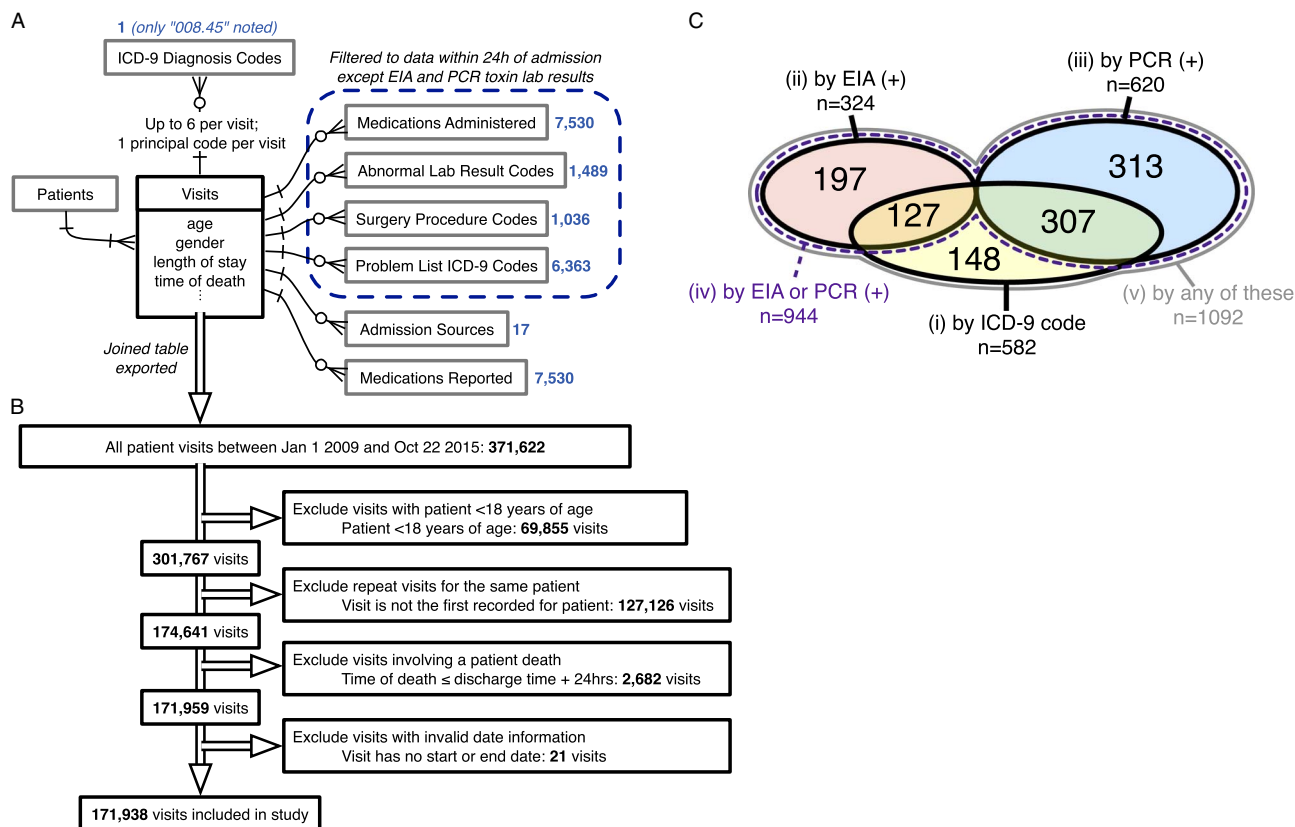 A
1 (only "008.45" noted)
ICD-9 Diagnosis Codes
Up to 6 per visit;
1 principal code per visit
Patients
Visits
age
gender
length of stay
time of death
⋮
Joined table
exported
Filtered to data within 24h of admission
except EIA and PCR toxin lab results
Medications Administered 7,530
Abnormal Lab Result Codes 1,489
Surgery Procedure Codes 1,036
Problem List ICD-9 Codes 6,363
Admission Sources 17
Medications Reported 7,530
B
All patient visits between Jan 1 2009 and Oct 22 2015: 371,622
Exclude visits with patient <18 years of age
Patient <18 years of age: 69,855 visits
301,767 visits
Exclude repeat visits for the same patient
Visit is not the first recorded for patient: 127,126 visits
174,641 visits
Exclude visits involving a patient death
Time of death ≤ discharge time + 24hrs: 2,682 visits
171,959 visits
Exclude visits with invalid date information
Visit has no start or end date: 21 visits
171,938 visits included in study
C
(ii) by EIA (+)
n=324
(iii) by PCR (+)
n=620
197
313
127
307
148
(iv) by EIA or PCR (+)
n=944
(i) by ICD-9 code
n=582
(v) by any of these
n=1092